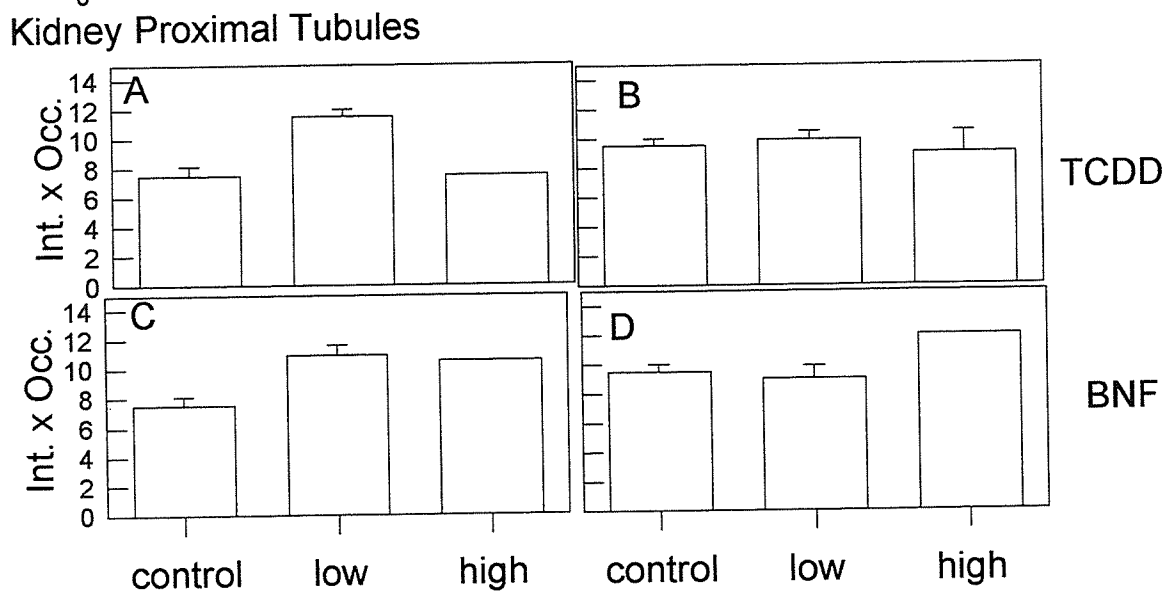 Kidney Proximal Tubules
A
B
14
12
10
8
6
4
2
0
Int. x Occ.
TCDD
C
D
14
12
10
8
6
4
2
0
Int. x Occ.
BNF
control low high control low high